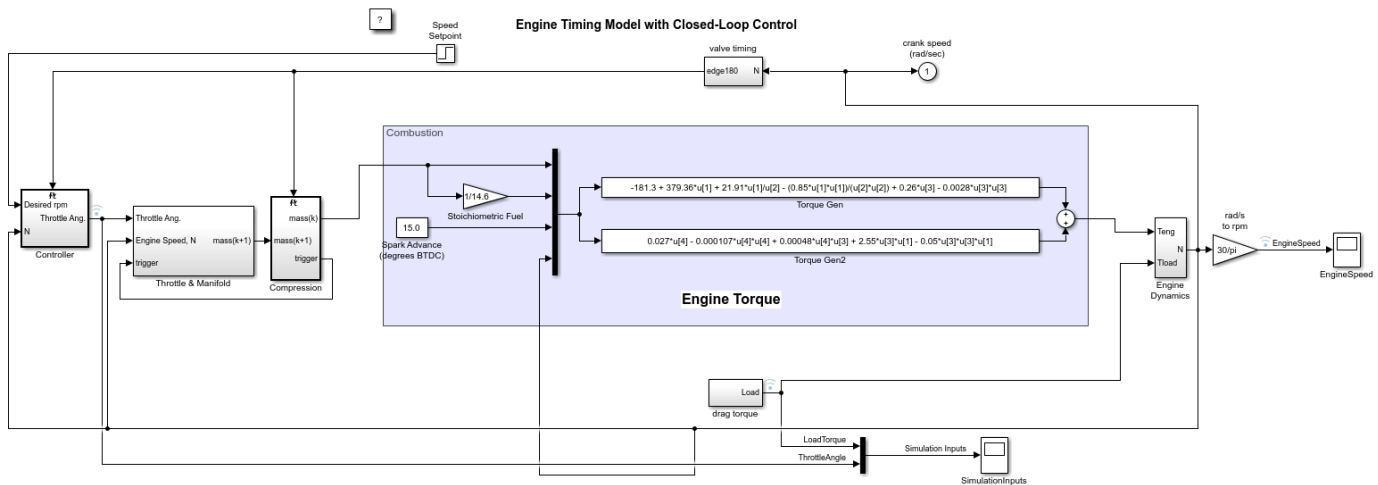 ?
Speed
Setpoint
Engine Timing Model with Closed-Loop Control
valve timing
edge180 N
crank speed
(rad/sec)
1
Combustion
Desired rpm
Throttle Ang.
N
Controller
Throttle Ang.
Engine Speed, N
mass(k+1)
trigger
Throttle & Manifold
mass(k)
mass(k+1)
trigger
Compression
1/14.6
Stoichiometric Fuel
15.0
Spark Advance
(degrees BTDC)
-181.3 + 379.36*u[1] + 21.91*u[1]/u[2] - (0.85*u[1]*u[1])/(u[2]*u[2]) + 0.26*u[3] - 0.0028*u[3]*u[3]
Torque Gen
0.027*u[4] - 0.000107*u[4]*u[4] + 0.00048*u[4]*u[3] + 2.55*u[3]*u[1] - 0.05*u[3]*u[3]*u[1]
Torque Gen2
+
+
Engine Torque
Teng
N
Tload
Engine
Dynamics
rad/s
to rpm
30/pi
EngineSpeed
EngineSpeed
Load
drag torque
LoadTorque
ThrottleAngle
Simulation Inputs
SimulationInputs